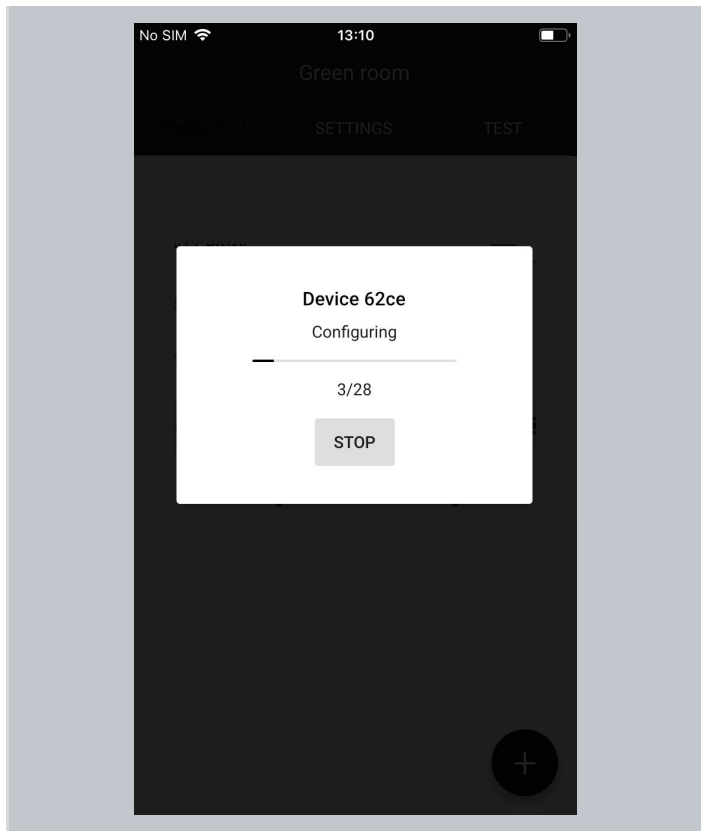 No SIM
13:10
Green room
SETTINGS
TEST
Device 62ce
Configuring
3/28
STOP
+